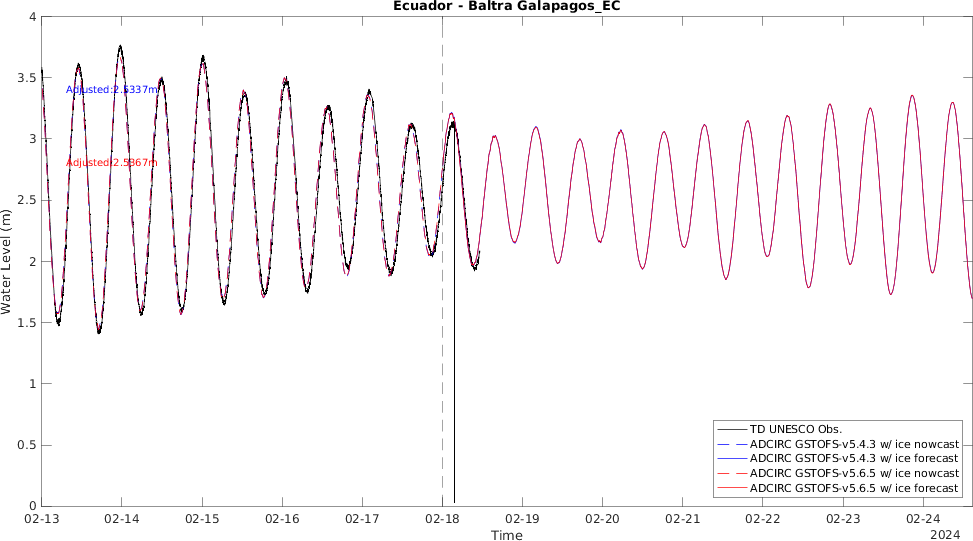 Ecuador - Baltra Galapagos_EC
4
3.5
3
2.5
2
1.5
1
0.5
0
Water Level (m)
Adjusted:2.5337m
Adjusted:2.5367m
TD UNESCO Obs.
ADCIRC GSTOFS-v5.4.3 w/ ice nowcast
ADCIRC GSTOFS-v5.4.3 w/ ice forecast
ADCIRC GSTOFS-v5.6.5 w/ ice nowcast
ADCIRC GSTOFS-v5.6.5 w/ ice forecast
02-13 02-14 02-15 02-16 02-17 02-18 02-19 02-20 02-21 02-22 02-23 02-24
Time
2024